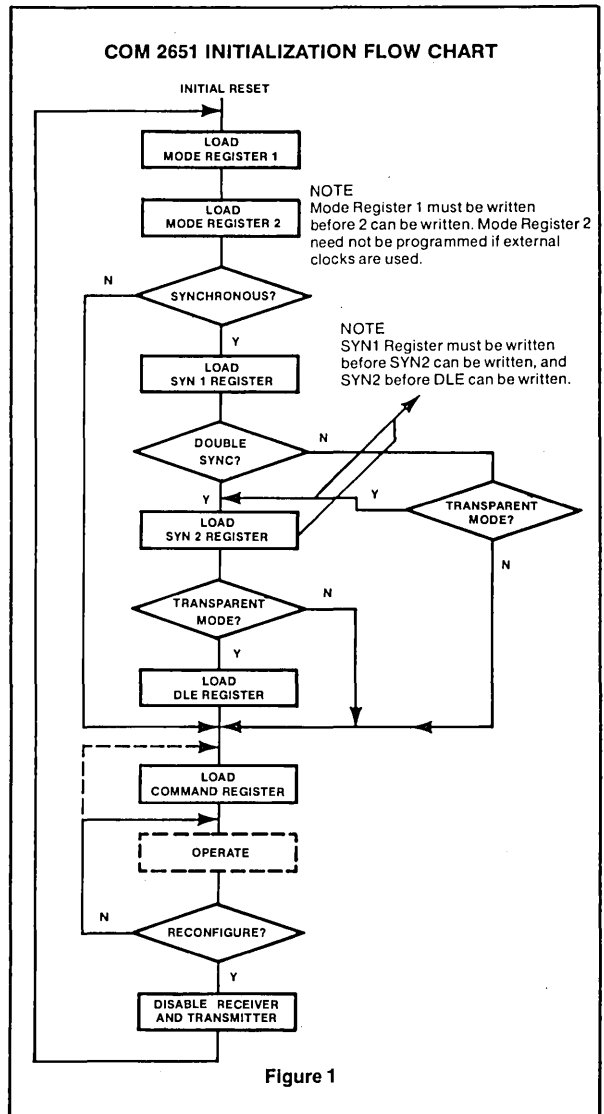 COM 2651 INITIALIZATION FLOW CHART
INITIAL RESET
LOAD
MODE REGISTER 1
LOAD
MODE REGISTER 2
NOTE
Mode Register 1 must be written
before 2 can be written. Mode Register 2
need not be programmed if external
clocks are used.
N
SYNCHRONOUS?
Y
NOTE
SYN1 Register must be written
before SYN2 can be written, and
SYN2 before DLE can be written.
LOAD
SYN 1 REGISTER
DOUBLE
SYNC?
N
Y
Y
TRANSPARENT
MODE?
LOAD
SYN 2 REGISTER
N
TRANSPARENT
MODE?
N
Y
LOAD
DLE REGISTER
LOAD
COMMAND REGISTER
OPERATE
N
RECONFIGURE?
Y
DISABLE RECEIVER
AND TRANSMITTER
Figure 1